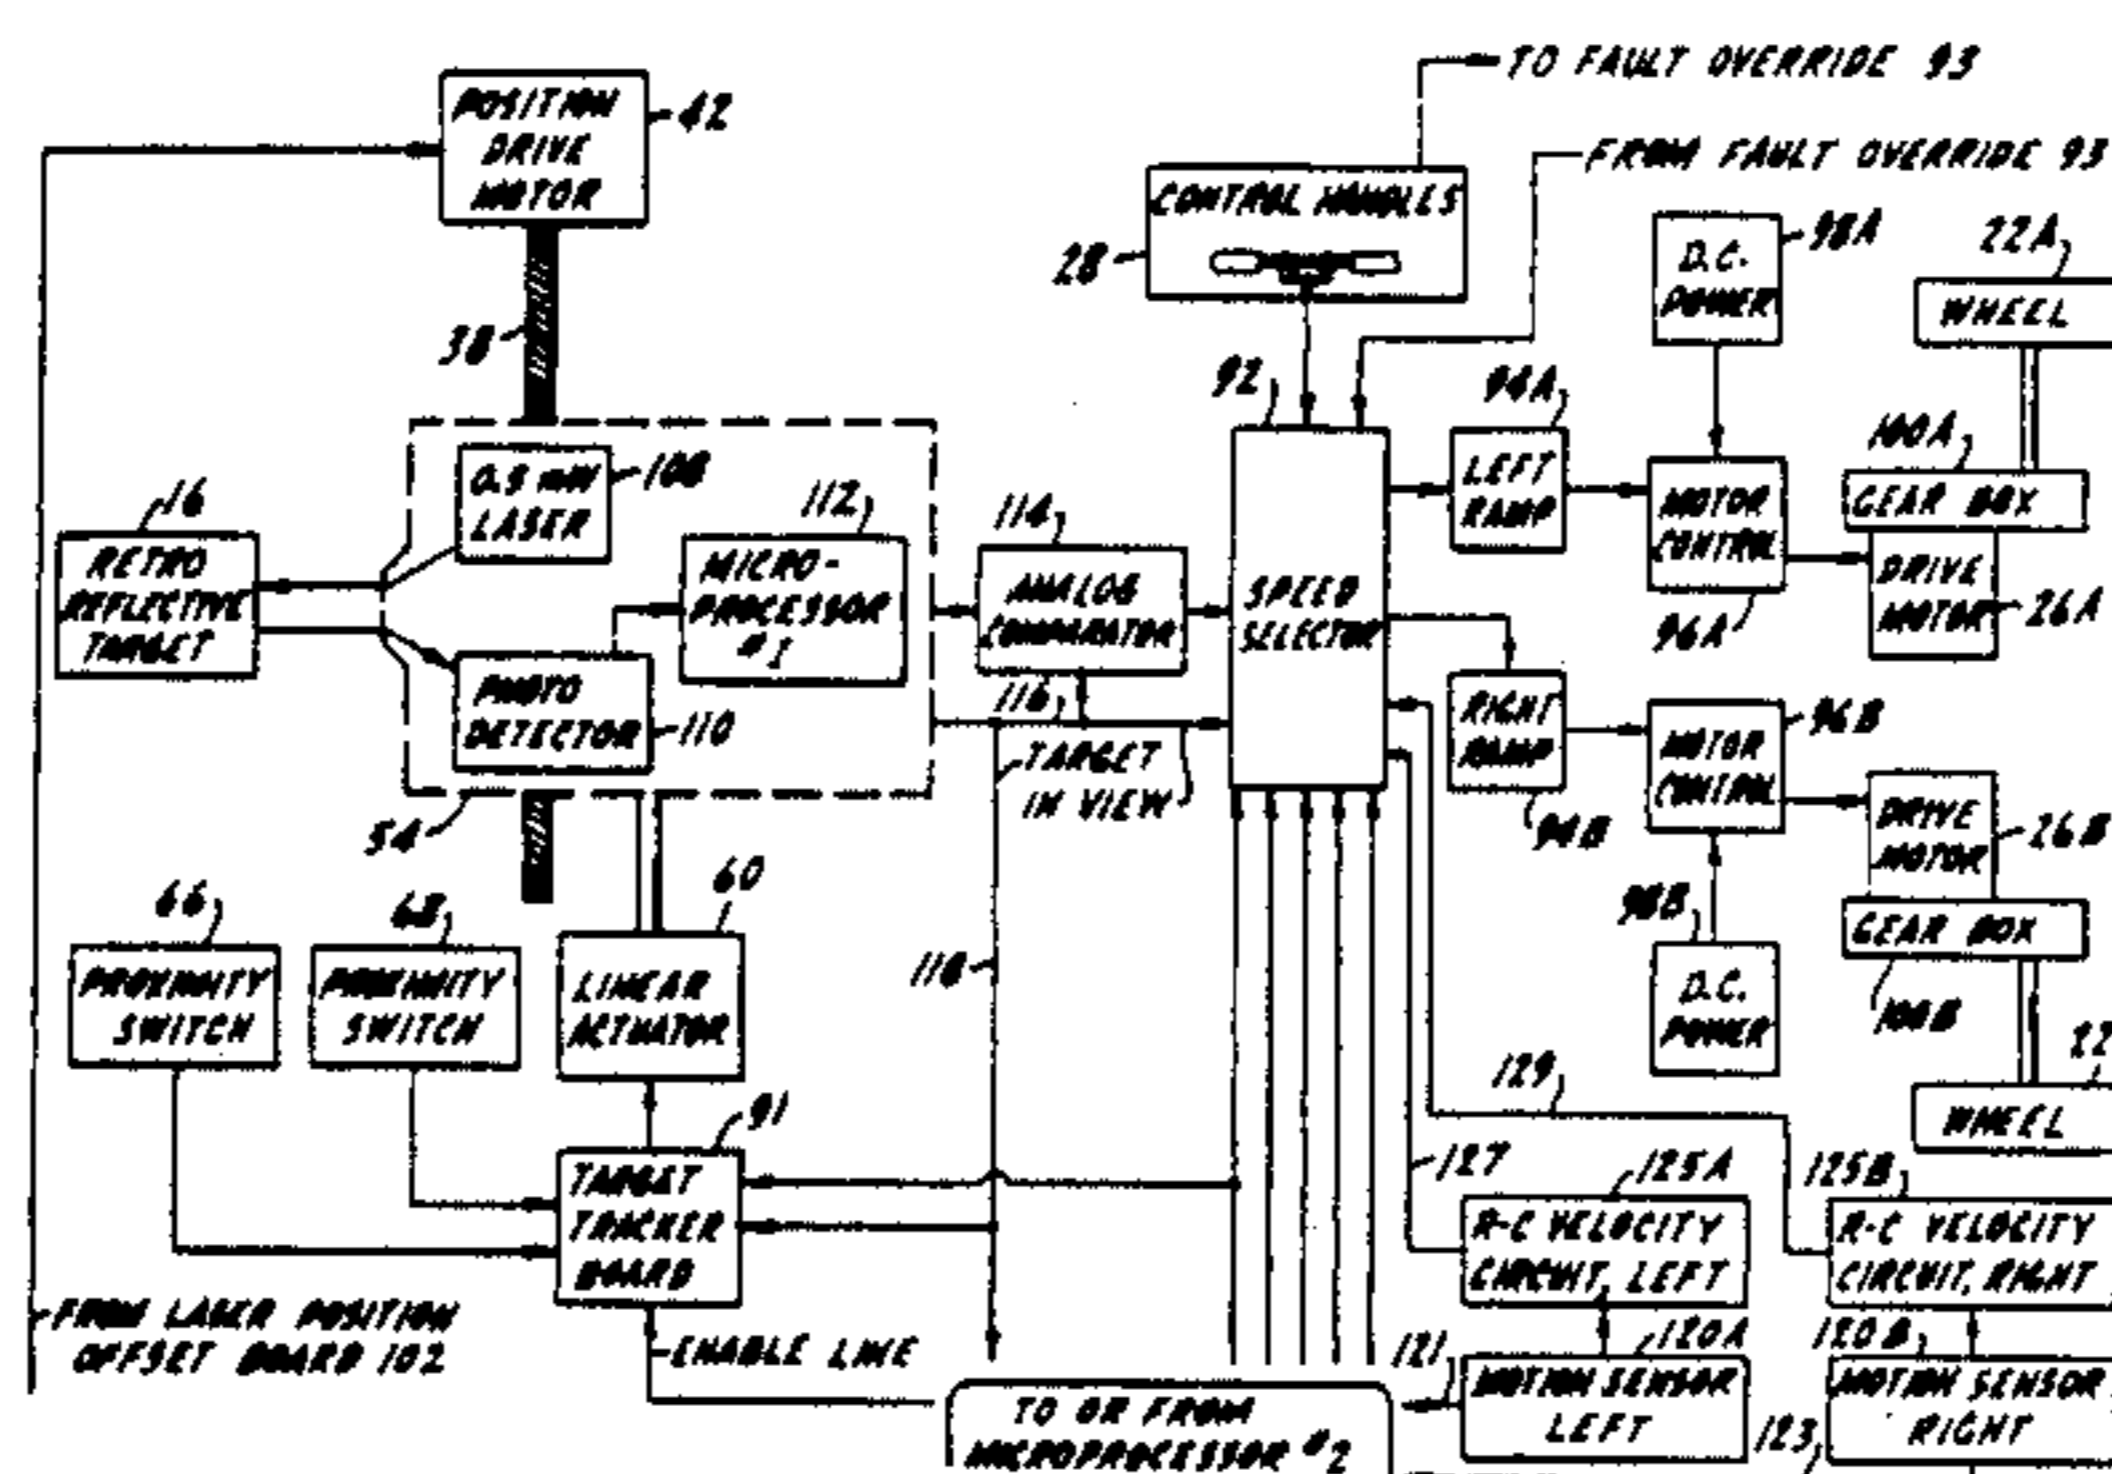 TO FAULT OVERRIDE 93
FROM FAULT OVERRIDE 93
POSITION
DRIVE
MOTOR
42
CONTROL HANDLES
28
98A
D.C.
POWER
22A
WHEEL
38
92
94A
LEFT
RAMP
100A
GEAR BOX
MOTOR
CONTROL
96A
DRIVE
MOTOR
26A
16
RETRO
REFLECTIVE
TARGET
LASER
108
112
MICRO-
PROCESSOR
#1
114
ANALOG
COMPARATOR
SPEED
SELECTOR
PHOTO
DETECTOR
110
116
TARGET
IN VIEW
RIGHT
RAMP
94B
MOTOR
CONTROL
96B
DRIVE
MOTOR
26B
54
98B
D.C.
POWER
GEAR BOX
100B
22
WHEEL
66
PROXIMITY
SWITCH
68
PROXIMITY
SWITCH
60
LINEAR
ACTUATOR
118
129
91
TARGET
TRACKER
BOARD
127
125A
R-C VELOCITY
CIRCUIT, LEFT
125B
R-C VELOCITY
CIRCUIT, RIGHT
FROM LASER POSITION
OFFSET BOARD 102
ENABLE LINE
121
120A
MOTION SENSOR
LEFT
120B
MOTION SENSOR
RIGHT
123
TO OR FROM
MICROPROCESSOR #2